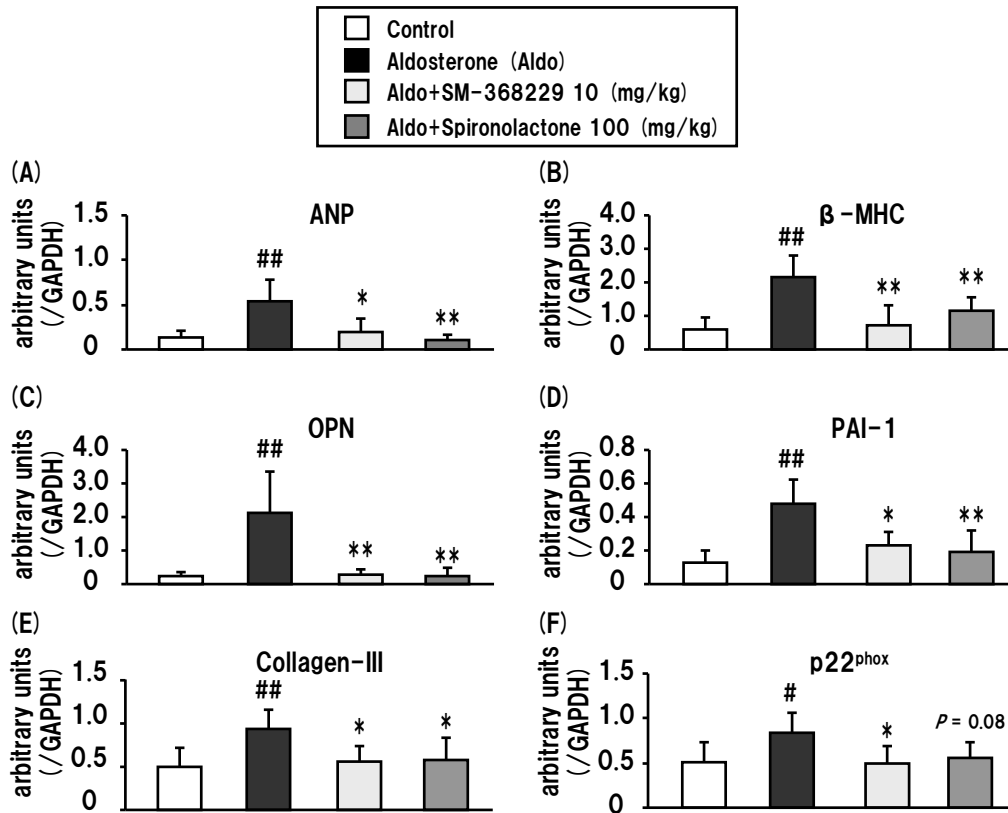 Control
Aldosterone (Aldo)
Aldo+SM-368229 10 (mg/kg)
Aldo+Spironolactone 100 (mg/kg)
(A)
ANP
arbitrary units
(/GAPDH)
1.5
1.0
0.5
0
##
*
**
(B)
β-MHC
arbitrary units
(/GAPDH)
4.0
3.0
2.0
1.0
0.0
##
**
**
(C)
OPN
arbitrary units
(/GAPDH)
4.0
3.0
2.0
1.0
0
##
**
**
(D)
PAI-1
arbitrary units
(/GAPDH)
0.8
0.6
0.4
0.2
0
##
*
**
(E)
Collagen-III
arbitrary units
(/GAPDH)
1.5
1.0
0.5
0
##
*
*
(F)
p22phox
arbitrary units
(/GAPDH)
1.5
1.0
0.5
0
#
*
P = 0.08